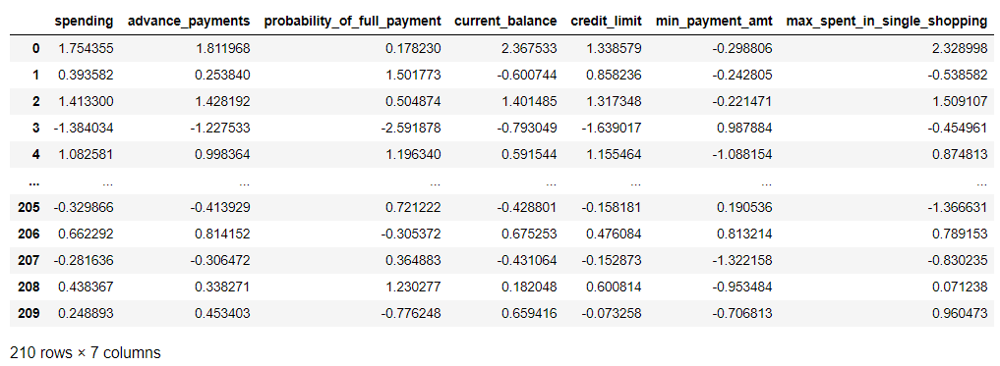 spending advance_payments probability_of_full_payment current_balance credit_limit min_payment_amt max_spent_in_single_shopping
0 1.754355 1.811968 0.178230 2.367533 1.338579 -0.298806 2.328998
1 0.393582 0.253840 1.501773 -0.600744 0.858236 -0.242805 -0.538582
2 1.413300 1.428192 0.504874 1.401485 1.317348 -0.221471 1.509107
3 -1.384034 -1.227533 -2.591878 -0.793049 -1.639017 0.987884 -0.454961
4 1.082581 0.998364 1.196340 0.591544 1.155464 -1.088154 0.874813
... ... ... ... ... ... ... ...
205 -0.329866 -0.413929 0.721222 -0.428801 -0.158181 0.190536 -1.366631
206 0.662292 0.814152 -0.305372 0.675253 0.476084 0.813214 0.789153
207 -0.281636 -0.306472 0.364883 -0.431064 -0.152873 -1.322158 -0.830235
208 0.438367 0.338271 1.230277 0.182048 0.600814 -0.953484 0.071238
209 0.248893 0.453403 -0.776248 0.659416 -0.073258 -0.706813 0.960473
210 rows × 7 columns